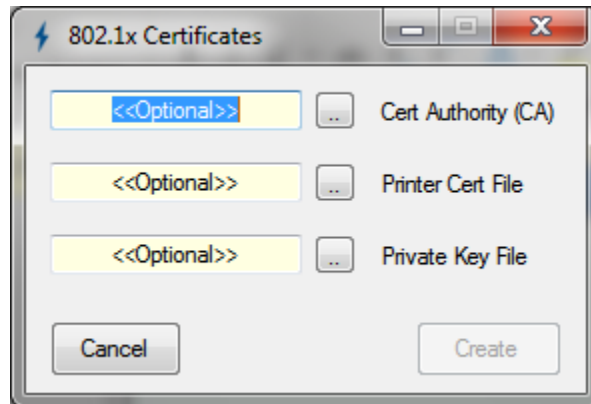 802.1x Certificates
<<Optional>> .. Cert Authority (CA)
<<Optional>> .. Printer Cert File
<<Optional>> .. Private Key File
Cancel Create